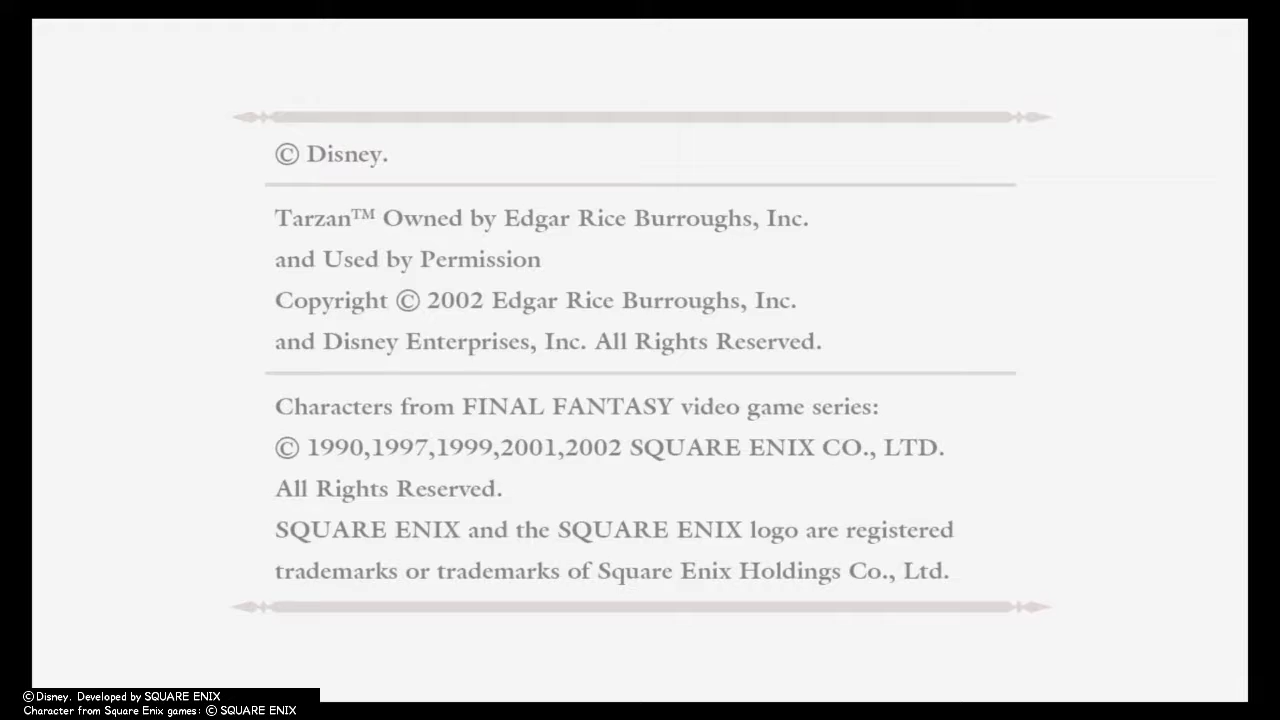 © Disney.
Tarzan™ Owned by Edgar Rice Burroughs, Inc.
and Used by Permission
Copyright © 2002 Edgar Rice Burroughs, Inc.
and Disney Enterprises, Inc. All Rights Reserved.
Characters from FINAL FANTASY video game series:
© 1990,1997,1999,2001,2002 SQUARE ENIX CO., LTD.
All Rights Reserved.
SQUARE ENIX and the SQUARE ENIX logo are registered
trademarks or trademarks of Square Enix Holdings Co., Ltd.
© Disney. Developed by SQUARE ENIX
Character from Square Enix games: © SQUARE ENIX